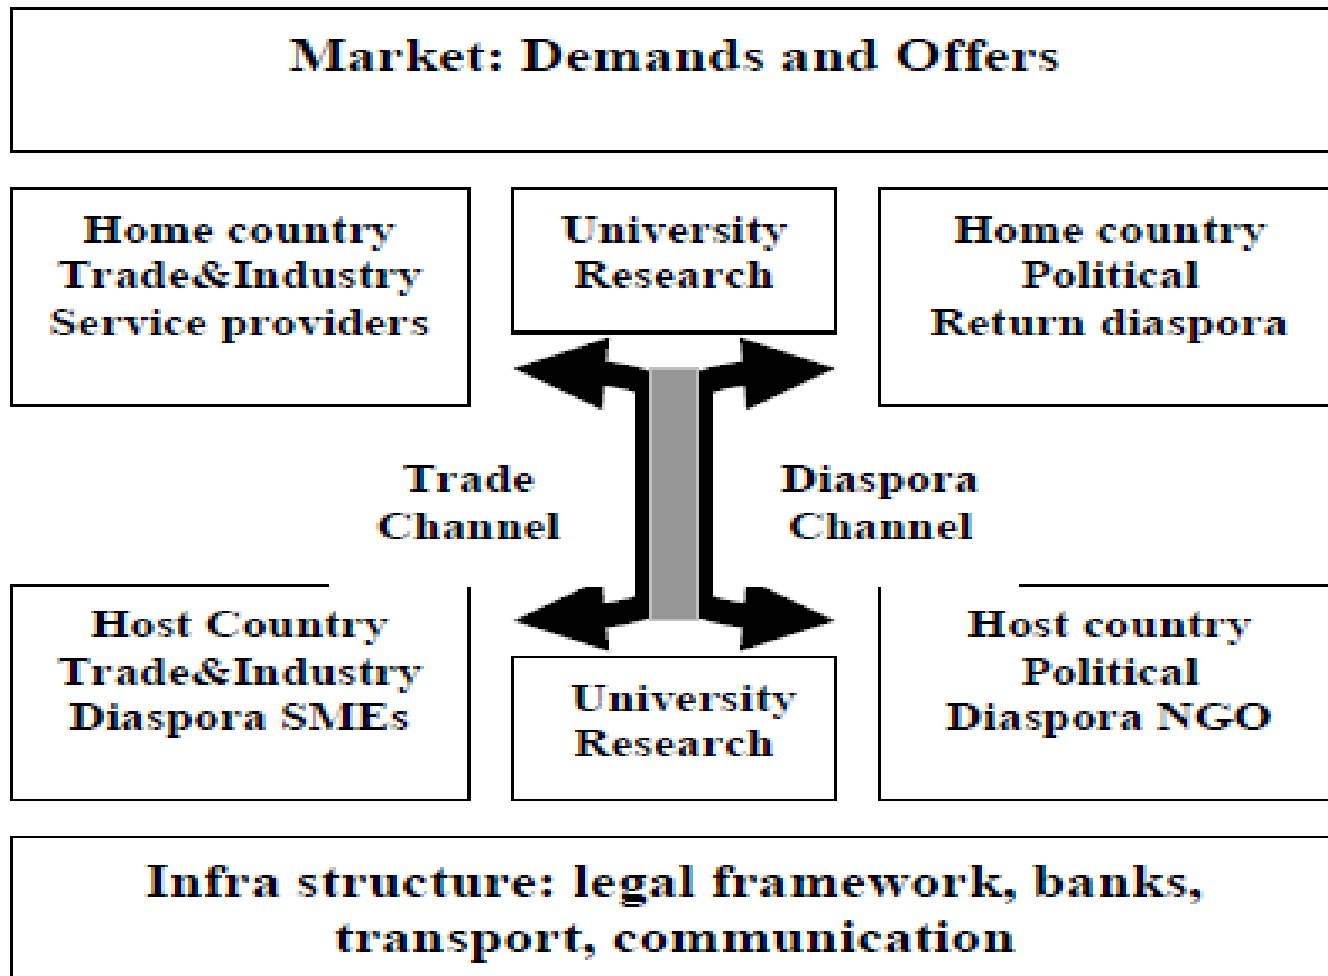 Market: Demands and Offers
Home country
Trade&Industry
Service providers
University
Research
Home country
Political
Return diaspora
Trade
Channel
Diaspora
Channel
Host Country
Trade&Industry
Diaspora SMEs
University
Research
Host country
Political
Diaspora NGO
Infra structure: legal framework, banks,
transport, communication